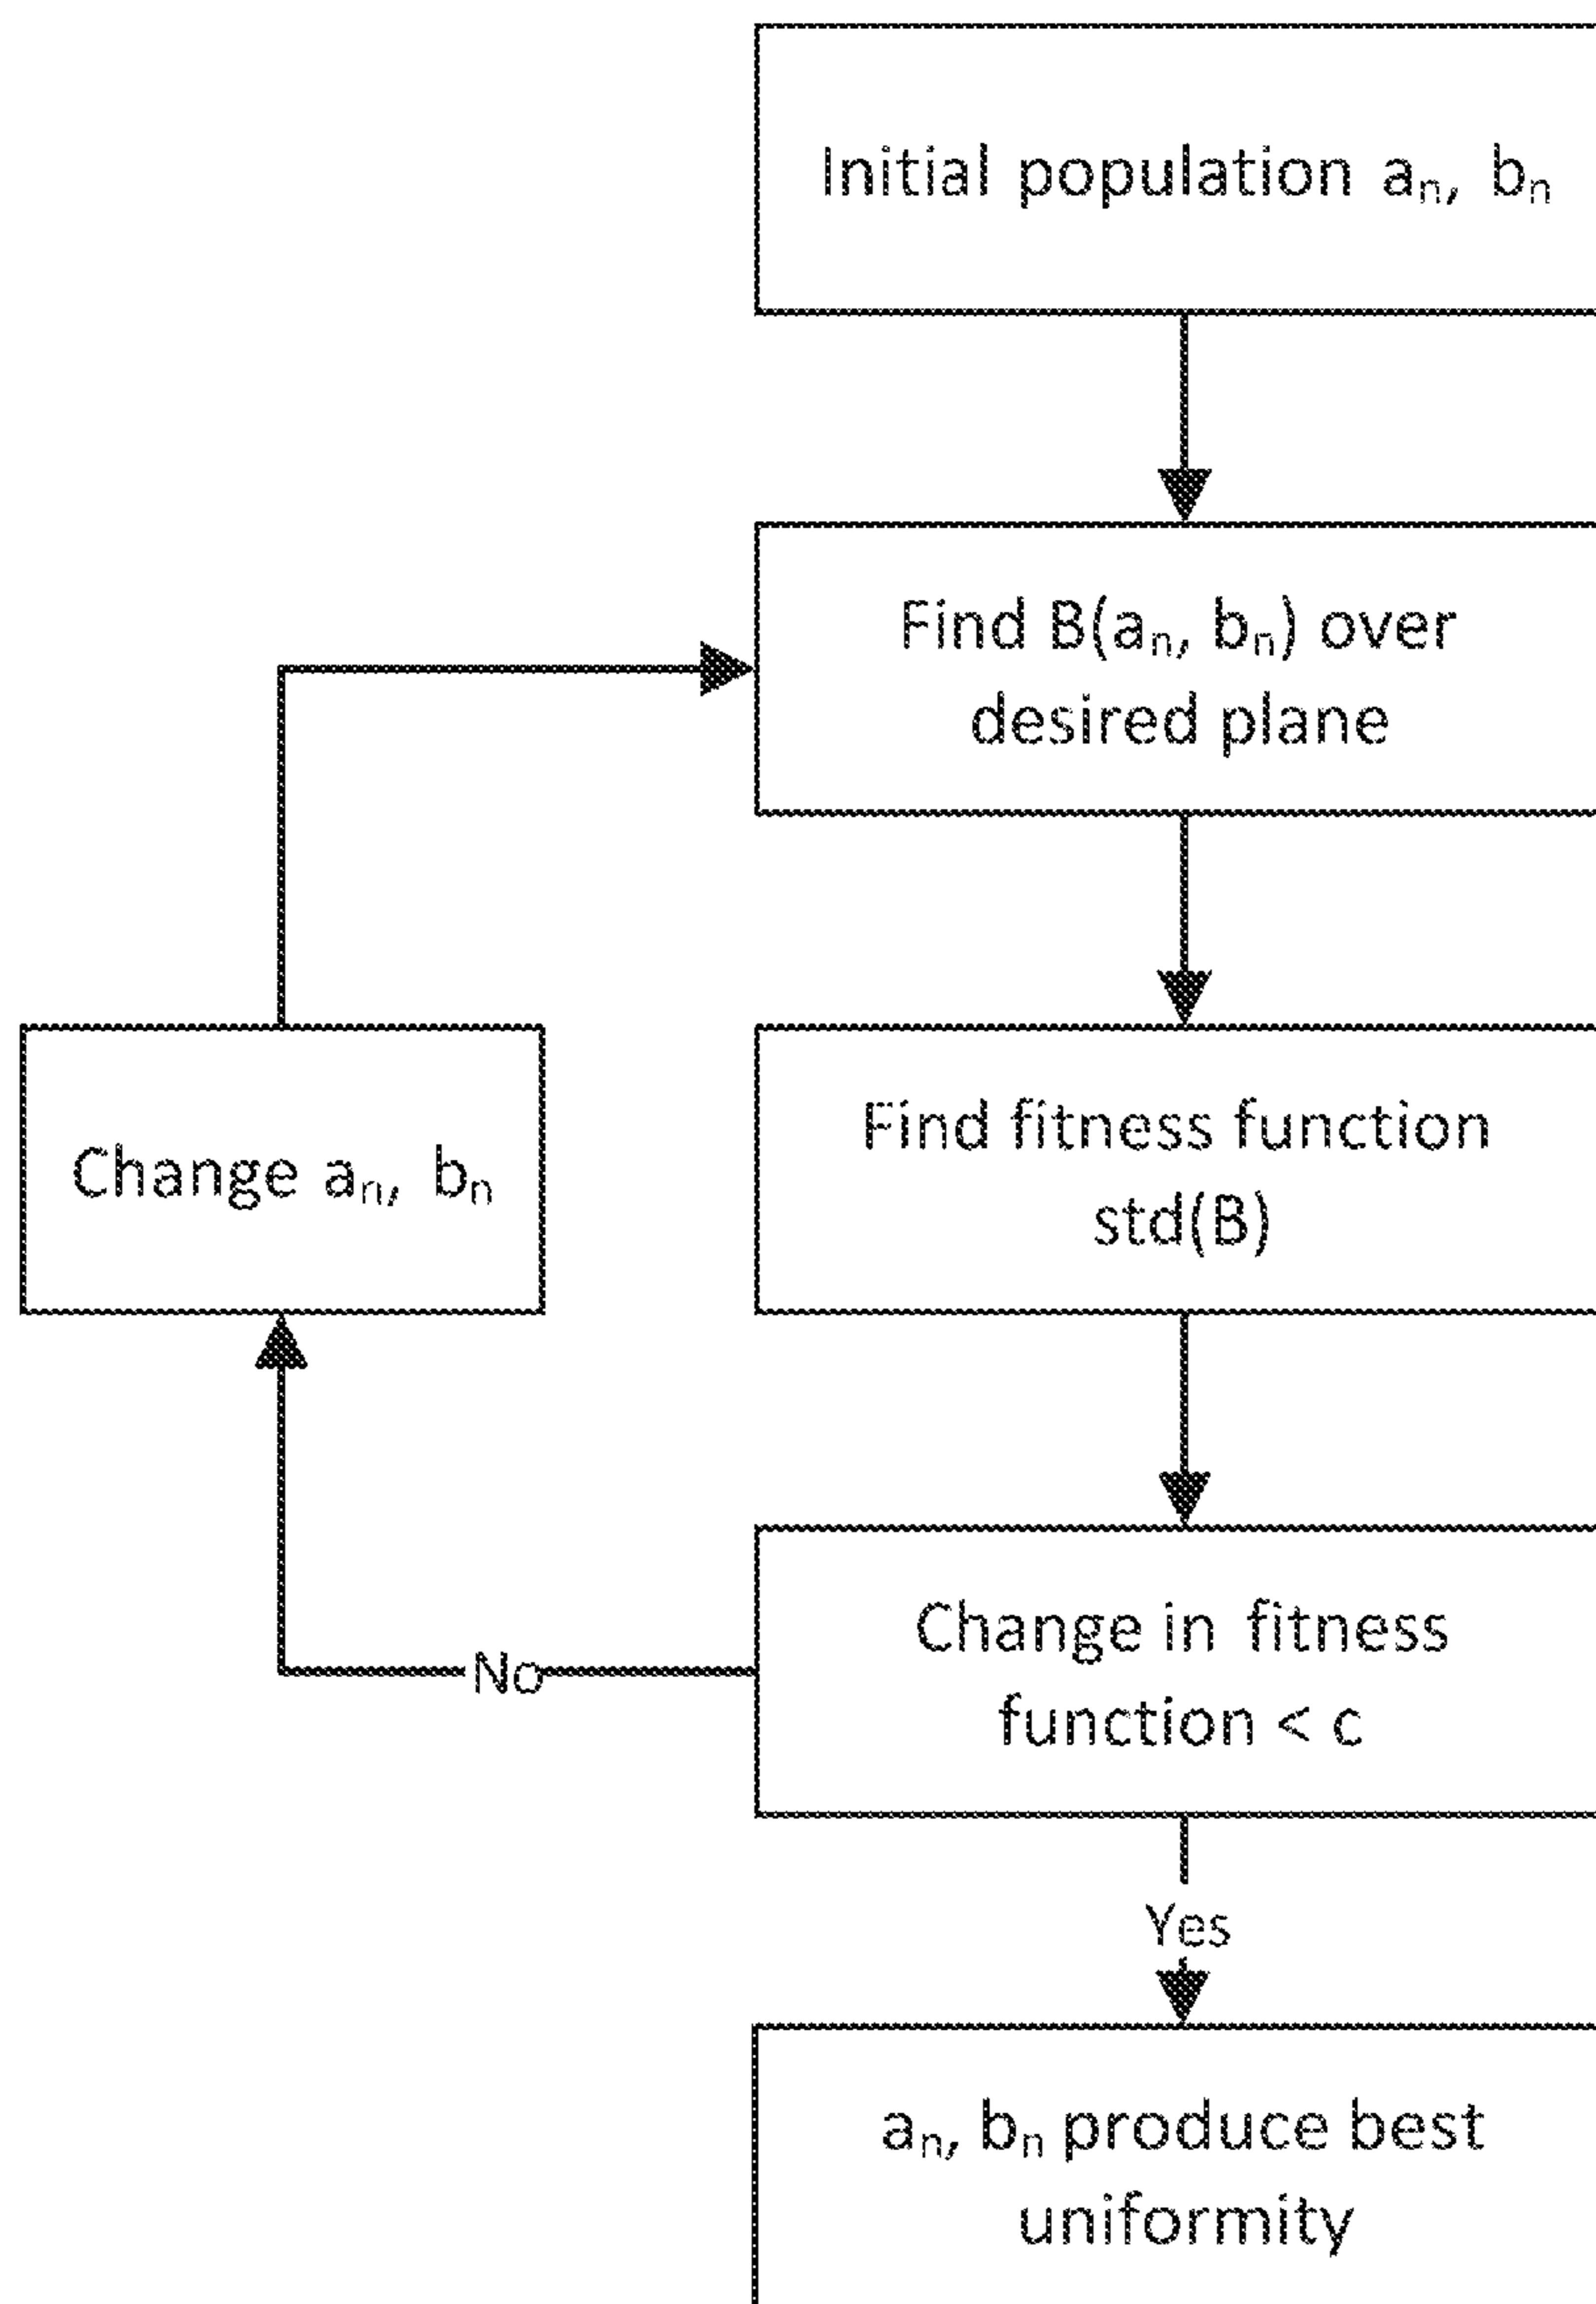 Initial population aₙ, bₙ
Find B(aₙ, bₙ) over
desired plane
Find fitness function
std(B)
Change aₙ, bₙ
Change in fitness
function < c
No
Yes
aₙ, bₙ produce best
uniformity